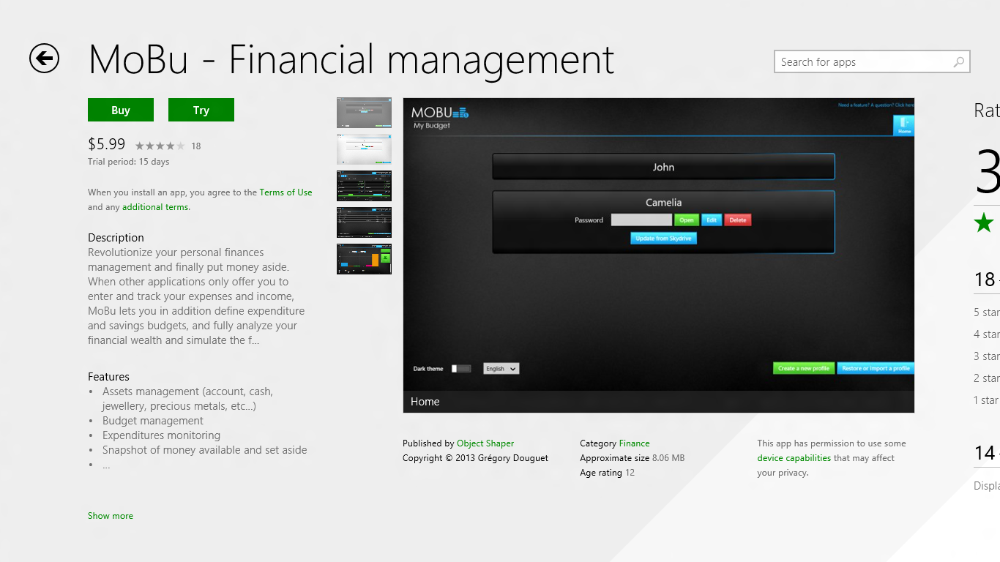 MoBu - Financial management
Search for apps
Buy
Try
$5.99
18
Trial period: 15 days
When you install an app, you agree to the Terms of Use
and any additional terms.
Description
Revolutionize your personal finances
management and finally put money aside.
When other applications only offer you to
enter and track your expenses and income,
MoBu lets you in addition define expenditure
and savings budgets, and fully analyze your
financial wealth and simulate the f...
Features
• Assets management (account, cash,
jewellery, precious metals, etc...)
• Budget management
• Expenditures monitoring
• Snapshot of money available and set aside
• ...
Show more
MOBU
My Budget
Need a feature? A question? Click here
Home
John
Camelia
Password
Open
Edit
Delete
Update from Skydrive
Dark theme
English
Create a new profile
Restore or import a profile
Home
Published by Object Shaper
Copyright © 2013 Grégory Douguet
Category Finance
Approximate size 8.06 MB
Age rating 12
This app has permission to use some
device capabilities that may affect
your privacy.
Rat
3
18
5 star
4 star
3 star
2 star
1 star
14
Displa